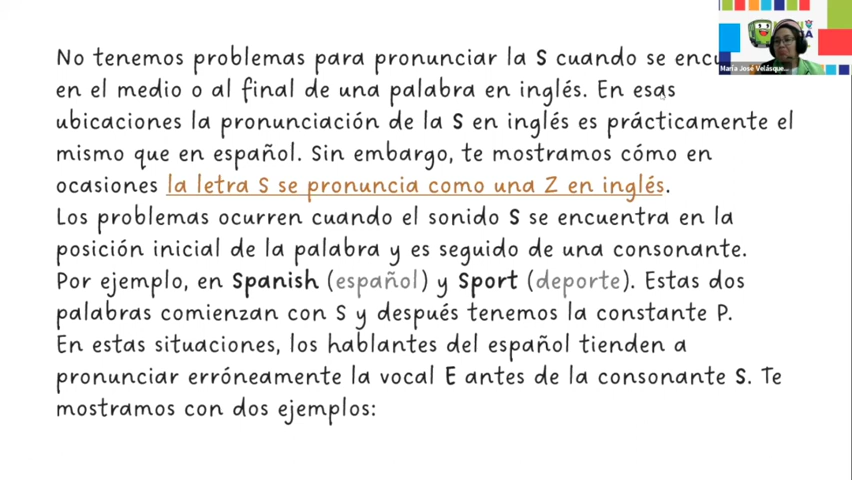 No tenemos problemas para pronunciar la S cuando se encu
en el medio o al final de una palabra en inglés. En esas
ubicaciones la pronunciación de la S en inglés es prácticamente el
mismo que en español. Sin embargo, te mostramos cómo en
ocasiones la letra S se pronuncia como una Z en inglés.
Los problemas ocurren cuando el sonido S se encuentra en la
posición inicial de la palabra y es seguido de una consonante.
Por ejemplo, en Spanish (español) y Sport (deporte). Estas dos
palabras comienzan con S y después tenemos la constante P.
En estas situaciones, los hablantes del español tienden a
pronunciar erróneamente la vocal E antes de la consonante S. Te
mostramos con dos ejemplos:
María José Velásque...